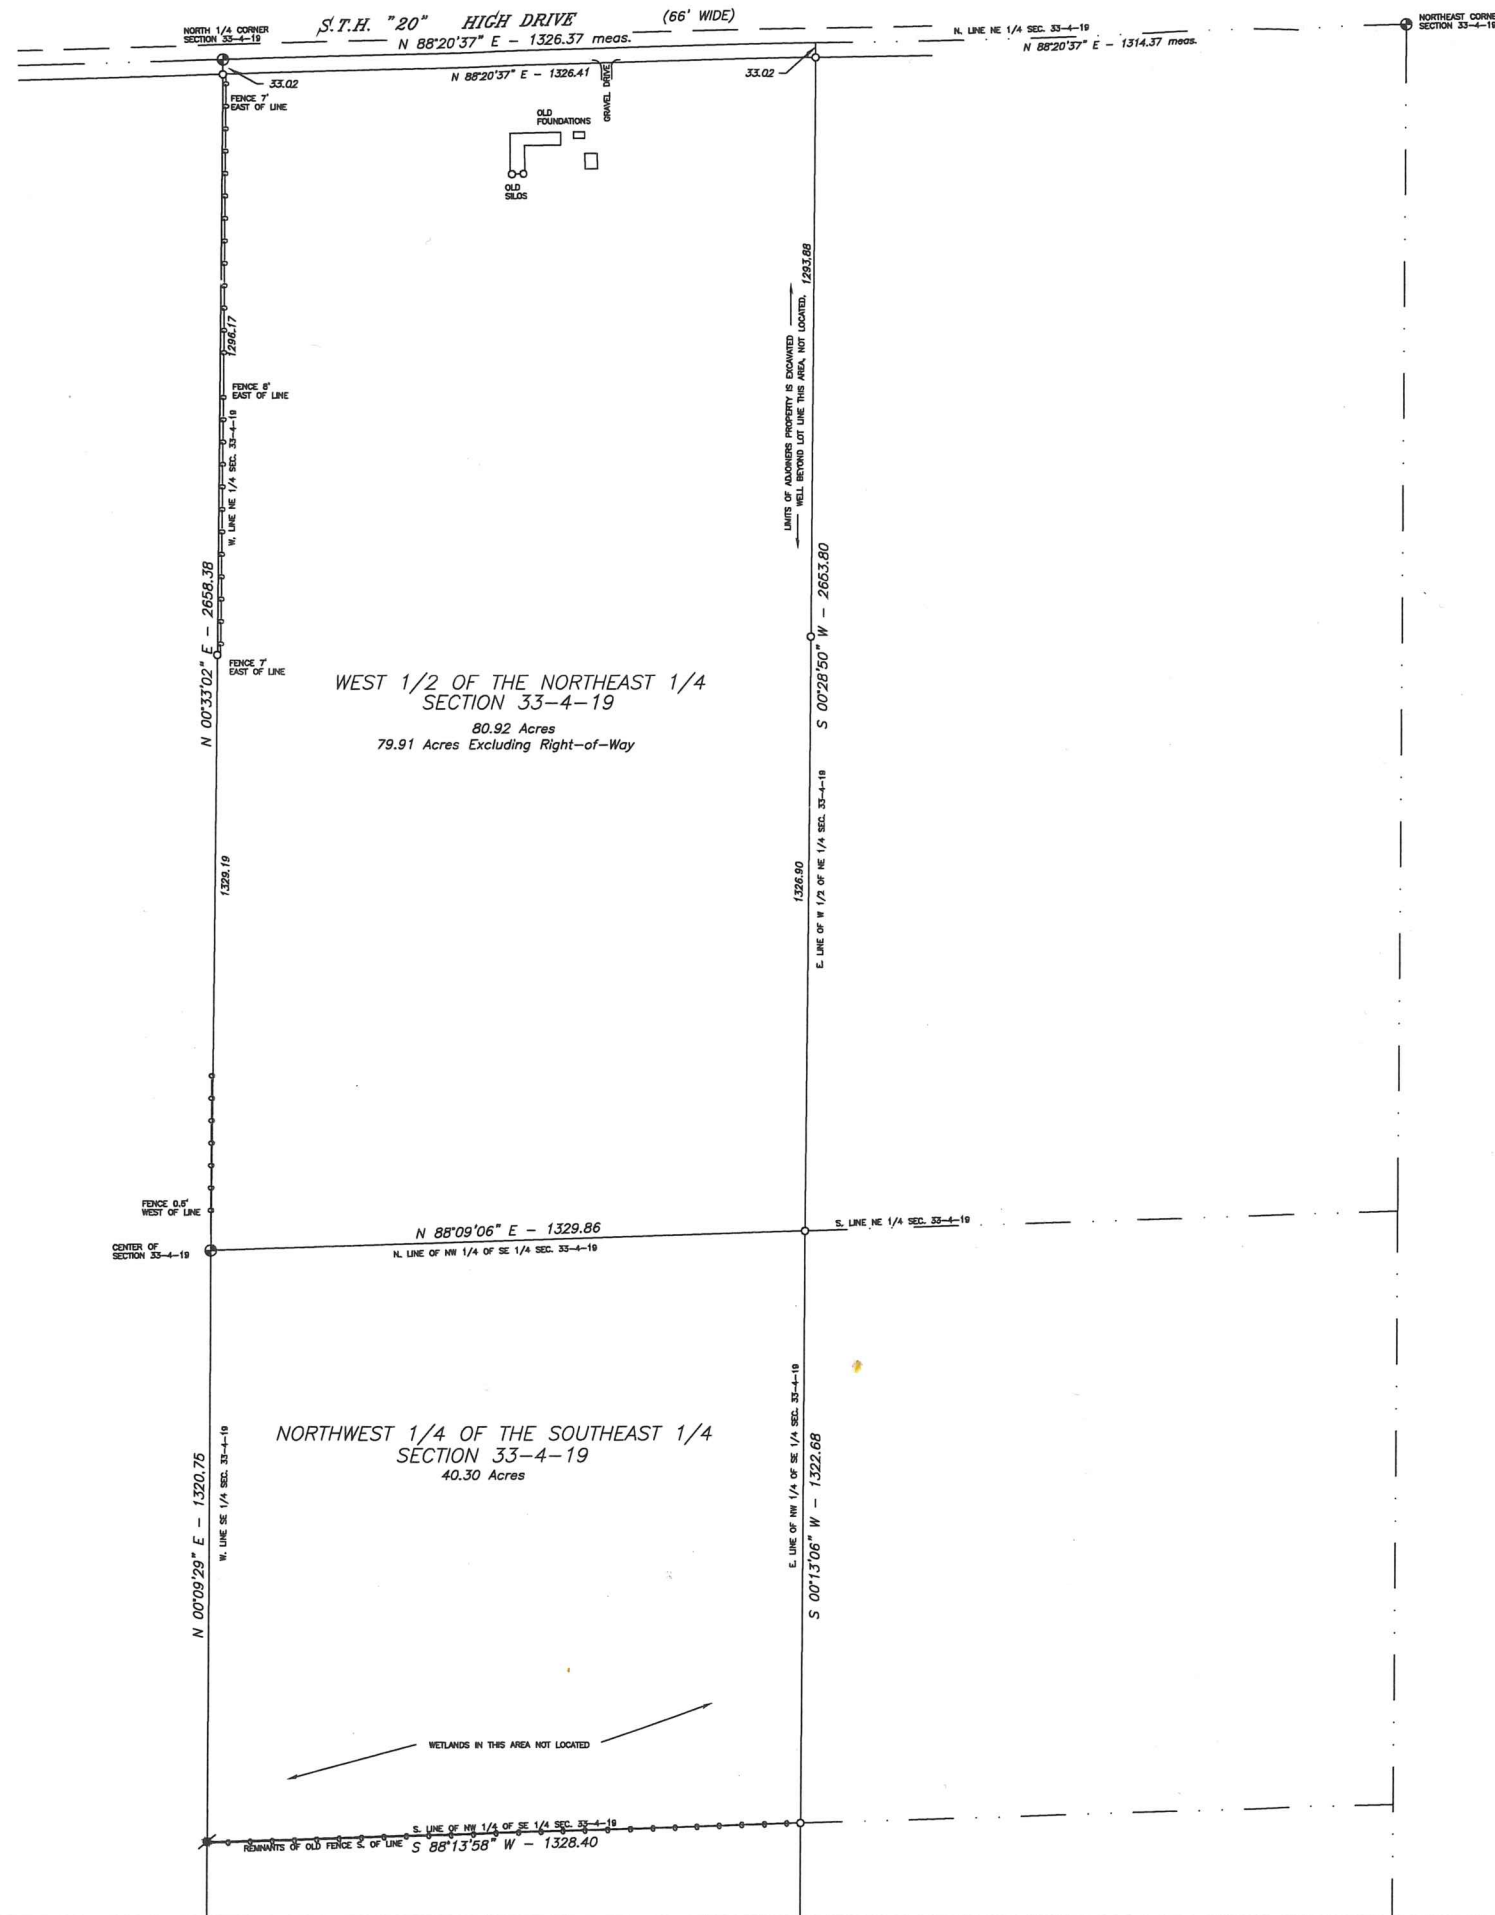 S.T.H. "20" HIGH DRIVE (66' WIDE)
NORTH 1/4 CORNER
SECTION 33-4-19
N 88°20'37" E - 1326.37 meas.
N. LINE NE 1/4 SEC. 33-4-19
N 88°20'37" E - 1314.37 meas.
NORTHEAST CORNE
SECTION 33-4-19
33.02
N 88°20'37" E - 1326.41
GRAVEL DRIVE
33.02
FENCE 7'
EAST OF LINE
OLD
FOUNDATIONS
OLD
SILOS
1296.17
FENCE 8'
EAST OF LINE
W. LINE NE 1/4 SEC. 33-4-19
N 00°33'02" E - 2658.38
FENCE 7'
EAST OF LINE
1293.88
LIMITS OF ADJOINERS PROPERTY IS EXCAVATED
WELL BEYOND LOT LINE THIS AREA, NOT LOCATED.
S 00°28'50" W - 2653.80
WEST 1/2 OF THE NORTHEAST 1/4
SECTION 33-4-19
80.92 Acres
79.91 Acres Excluding Right-of-Way
1329.19
1326.90
E. LINE OF W 1/2 OF NE 1/4 SEC. 33-4-19
FENCE 0.5'
WEST OF LINE
CENTER OF
SECTION 33-4-19
N 88°09'06" E - 1329.86
N. LINE OF NW 1/4 OF SE 1/4 SEC. 33-4-19
S. LINE NE 1/4 SEC. 33-4-19
NORTHWEST 1/4 OF THE SOUTHEAST 1/4
SECTION 33-4-19
40.30 Acres
N 00°09'29" E - 1320.75
W. LINE SE 1/4 SEC. 33-4-19
E. LINE OF NW 1/4 OF SE 1/4 SEC. 33-4-19
S 00°13'06" W - 1322.68
WETLANDS IN THIS AREA NOT LOCATED
S. LINE OF NW 1/4 OF SE 1/4 SEC. 33-4-19
REMNANTS OF OLD FENCE S. OF LINE
S 88°13'58" W - 1328.40